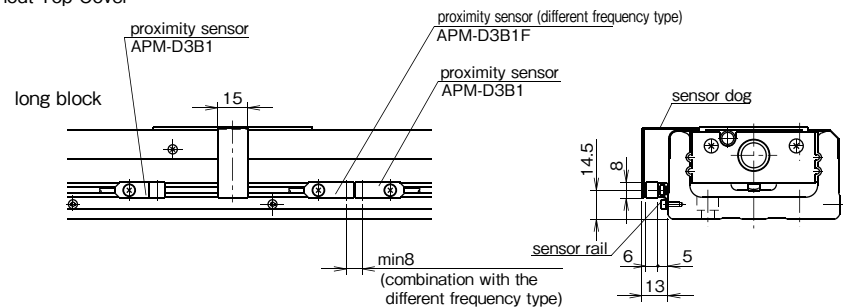 proximity sensor (different frequency type)
APM-D3B1F
proximity sensor
APM-D3B1
proximity sensor
APM-D3B1
long block
15
sensor dog
14.5
8
sensor rail
6
5
13
min8
(combination with the
different frequency type)